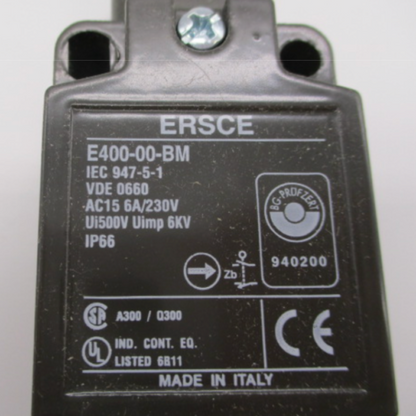 ERSCE
E400-00-BM
IEC 947-5-1
VDE 0660
AC15 6A/230V
Ui500V Uimp 6KV
IP66
BG-PRÜFZERT
940200
Zb
A300 / Q300
IND. CONT. EQ.
LISTED 6B11
MADE IN ITALY